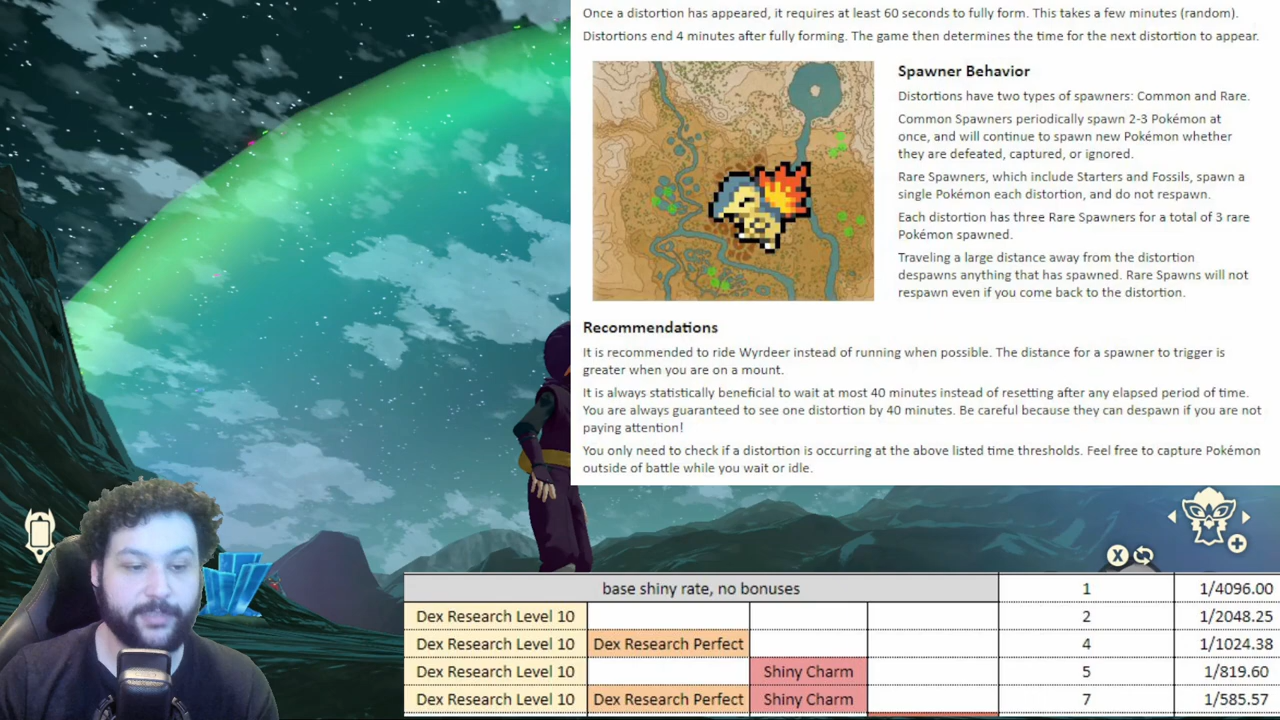 Once a distortion has appeared, it requires at least 60 seconds to fully form. This takes a few minutes (random).
Distortions end 4 minutes after fully forming. The game then determines the time for the next distortion to appear.
Spawner Behavior
Distortions have two types of spawners: Common and Rare.
Common Spawners periodically spawn 2-3 Pokémon at
once, and will continue to spawn new Pokémon whether
they are defeated, captured, or ignored.
Rare Spawners, which include Starters and Fossils, spawn a
single Pokémon each distortion, and do not respawn.
Each distortion has three Rare Spawners for a total of 3 rare
Pokémon spawned.
Traveling a large distance away from the distortion
despawns anything that has spawned. Rare Spawns will not
respawn even if you come back to the distortion.
Recommendations
It is recommended to ride Wyrdeer instead of running when possible. The distance for a spawner to trigger is
greater when you are on a mount.
It is always statistically beneficial to wait at most 40 minutes instead of resetting after any elapsed period of time.
You are always guaranteed to see one distortion by 40 minutes. Be careful because they can despawn if you are not
paying attention!
You only need to check if a distortion is occurring at the above listed time thresholds. Feel free to capture Pokémon
outside of battle while you wait or idle.
X
base shiny rate, no bonuses 1 1/4096.00
Dex Research Level 10 2 1/2048.25
Dex Research Level 10 Dex Research Perfect 4 1/1024.38
Dex Research Level 10 Shiny Charm 5 1/819.60
Dex Research Level 10 Dex Research Perfect Shiny Charm 7 1/585.57